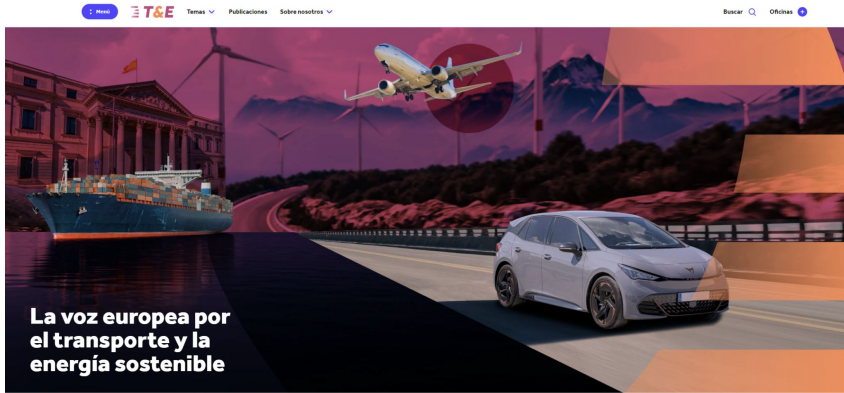 Menú
T&E
Temas
Publicaciones
Sobre nosotros
Buscar
Oficinas
La voz europea por
el transporte y la
energía sostenible